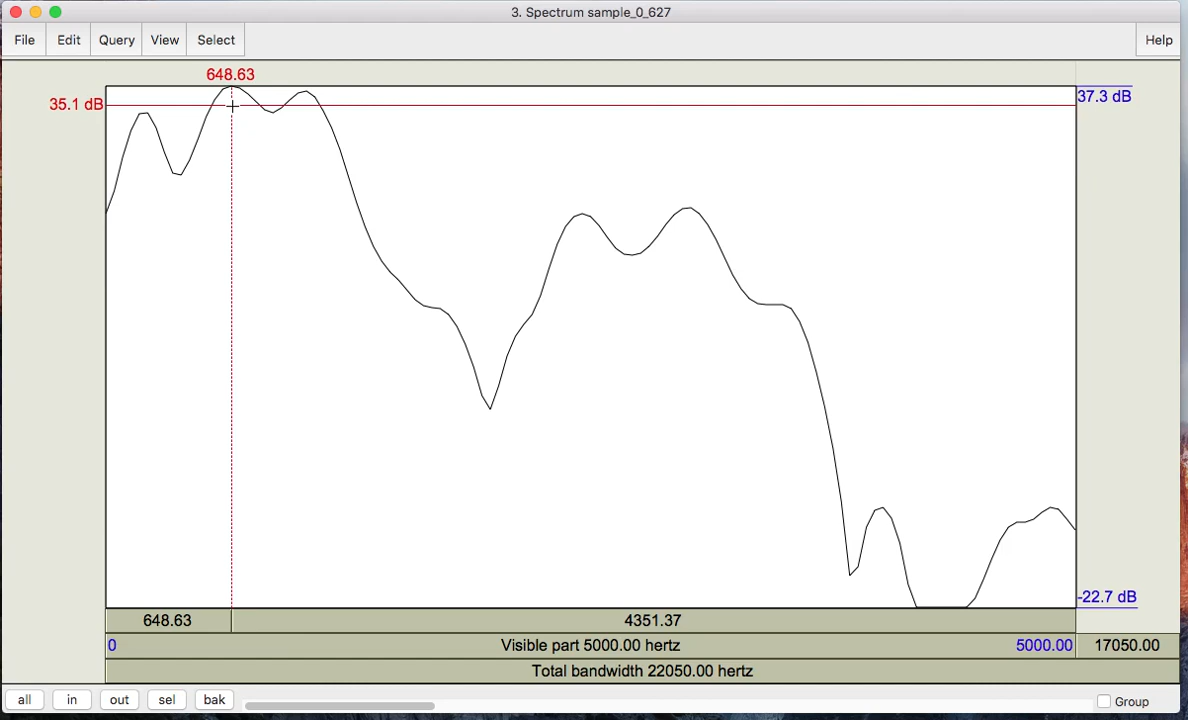 3. Spectrum sample_0_627
File Edit Query View Select Help
648.63
35.1 dB
37.3 dB
-22.7 dB
648.63 4351.37
0 Visible part 5000.00 hertz 5000.00 17050.00
Total bandwidth 22050.00 hertz
all in out sel bak Group